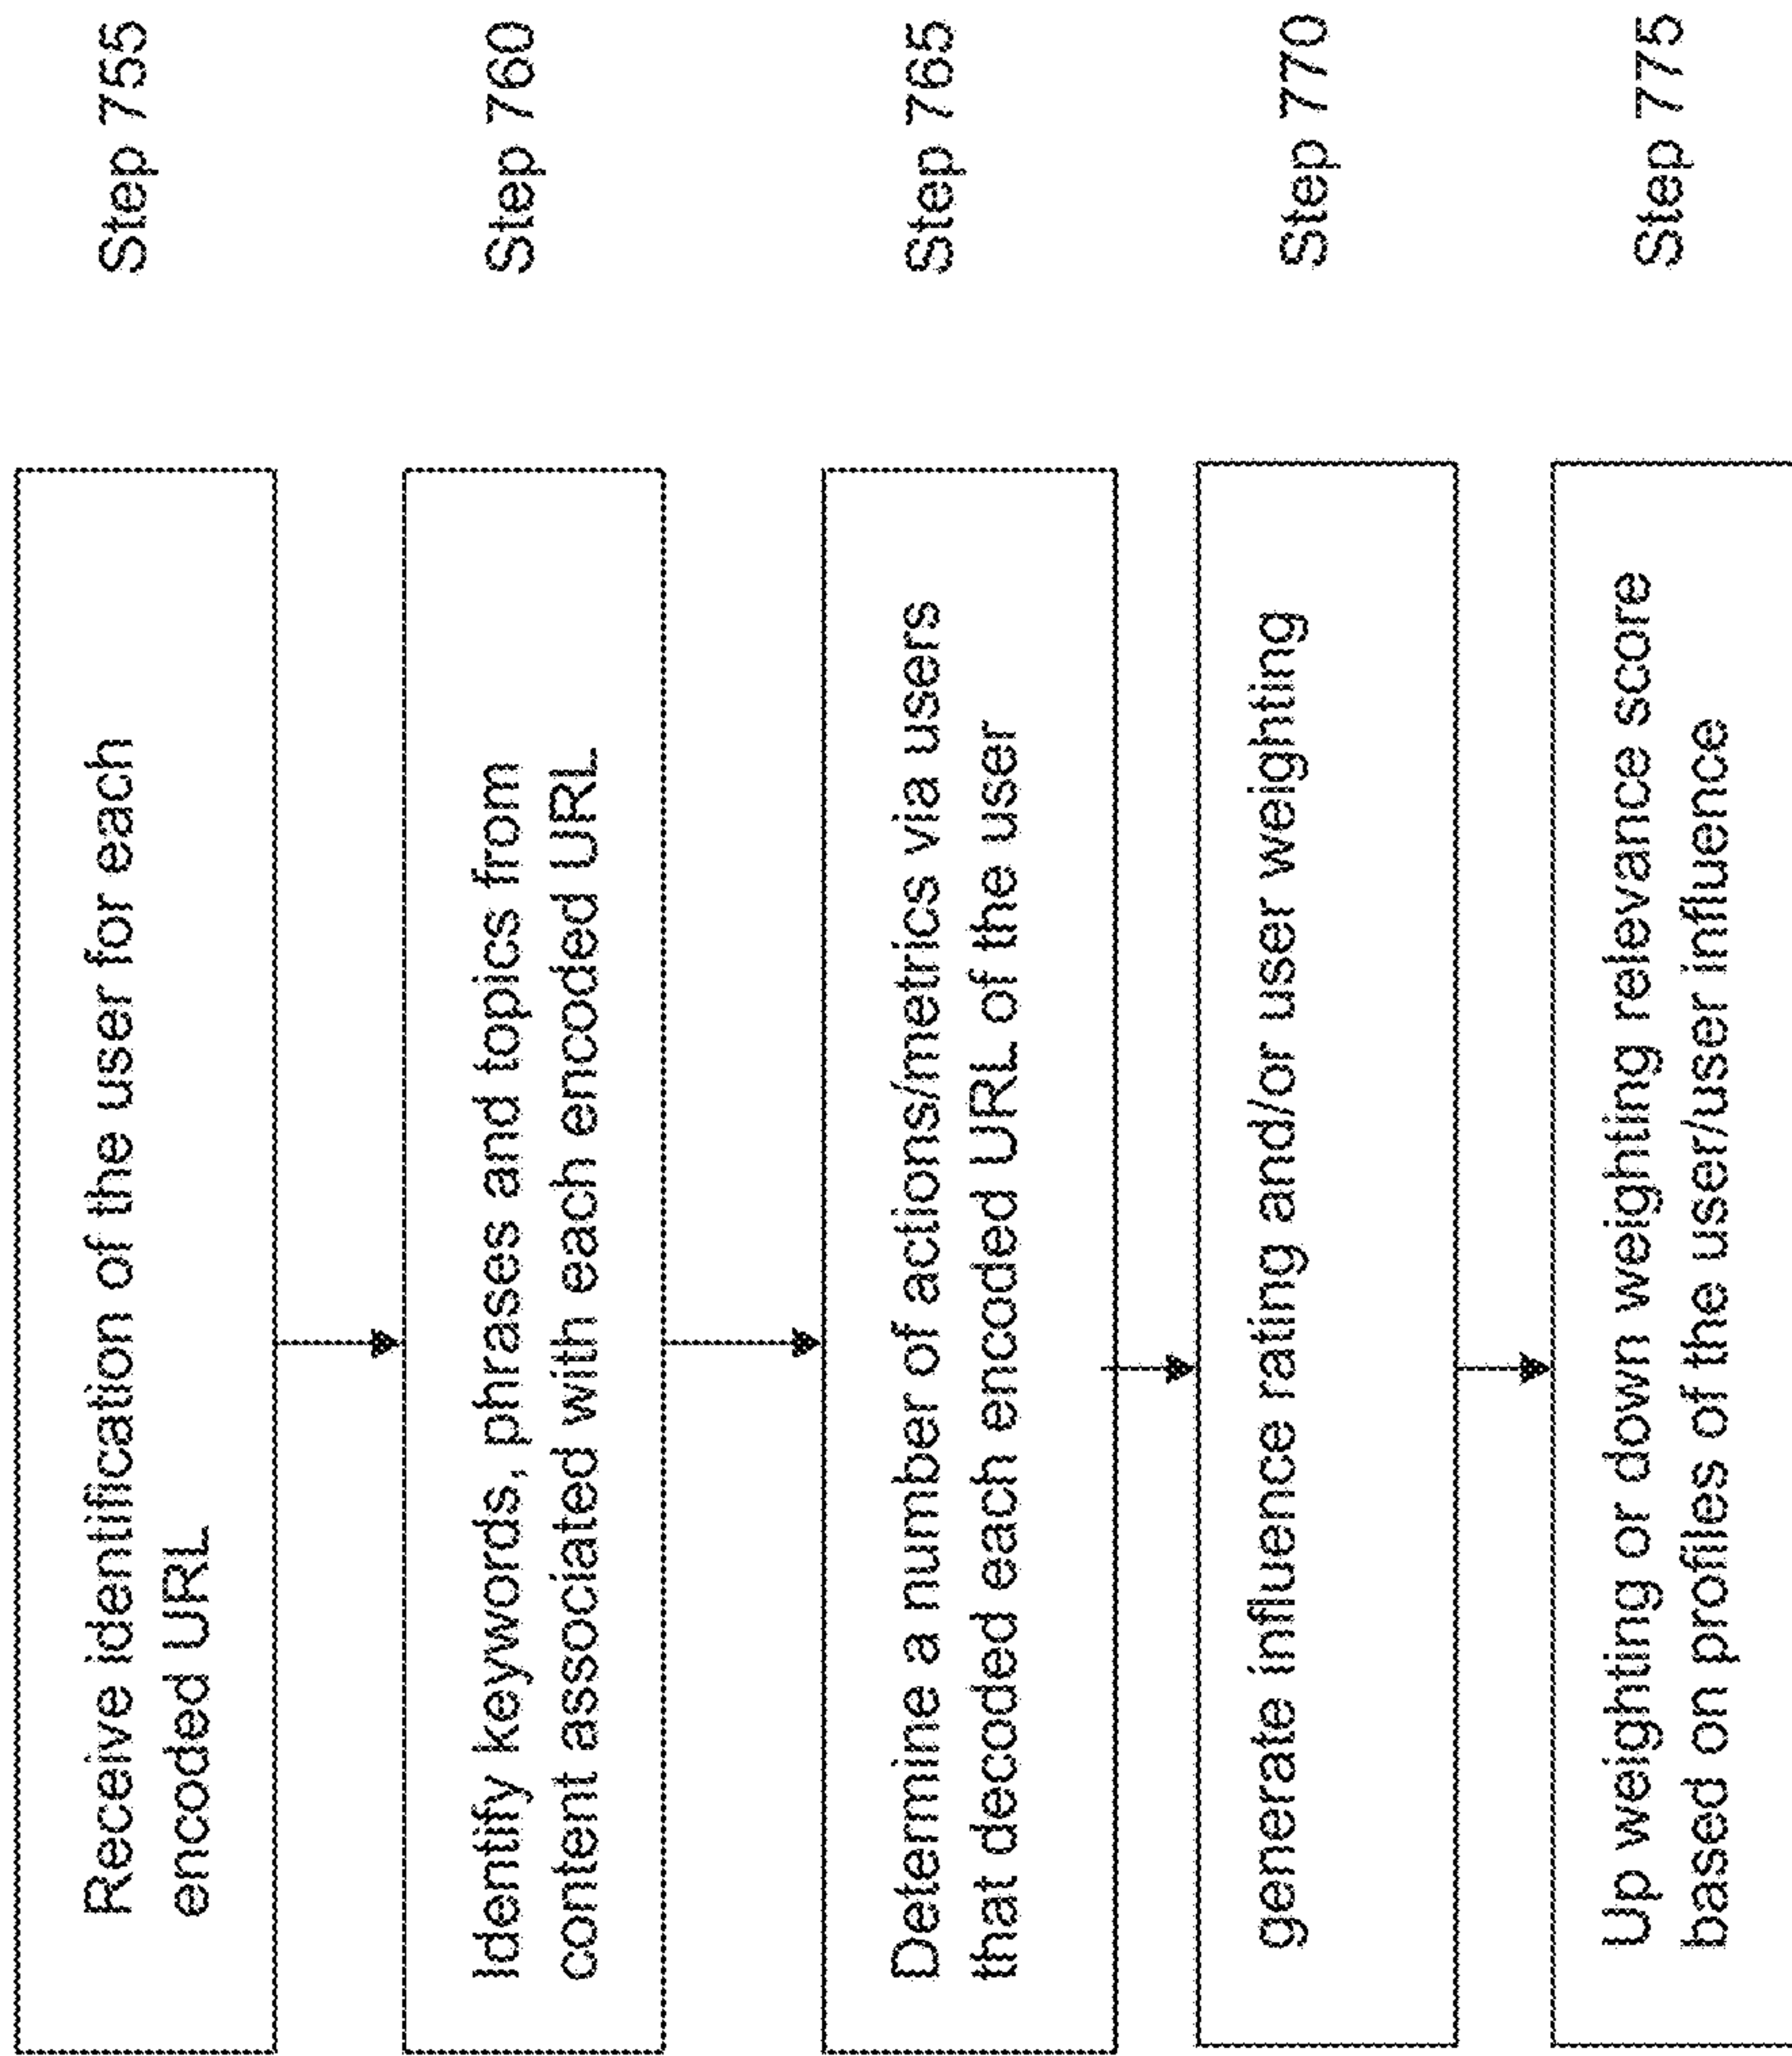 Receive identification of the user for each
encoded URL
Step 755
Identify keywords, phrases and topics from
content associated with each encoded URL
Step 760
Determine a number of actions/metrics via users
that decoded each encoded URL of the user
Step 765
generate influence rating and/or user weighting
Step 770
Up weighting or down weighting relevance score
based on profiles of the user/user influence
Step 775